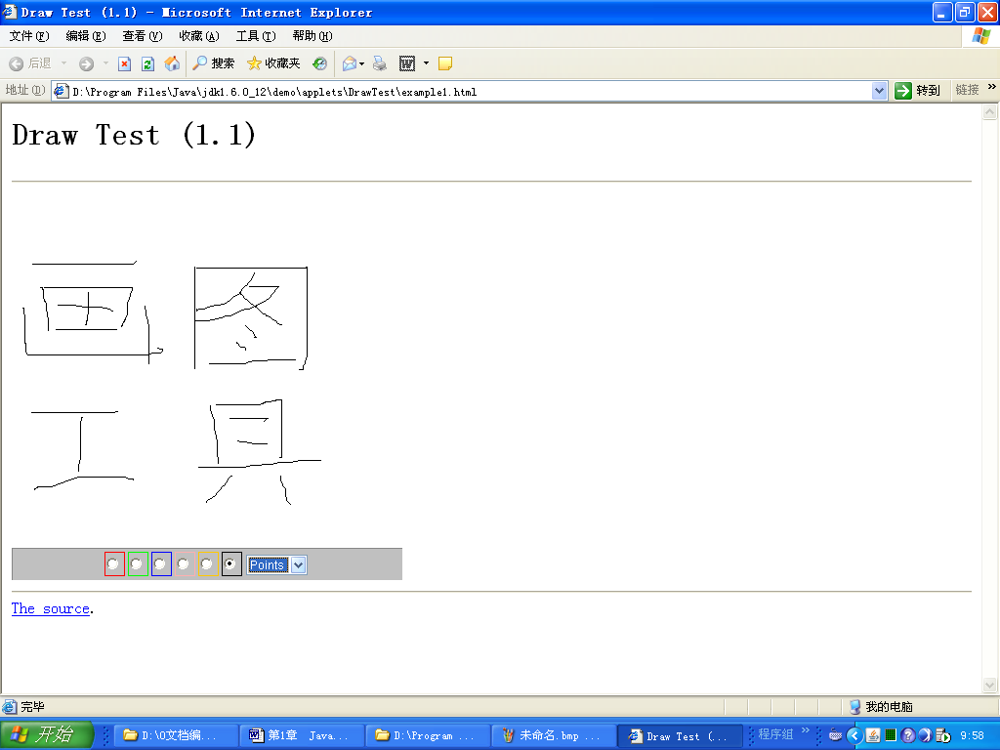 Draw Test (1.1) - Microsoft Internet Explorer
文件(F) 编辑(E) 查看(V) 收藏(A) 工具(T) 帮助(H)
后退 搜索 收藏夹
地址(D) D:\Program Files\Java\jdk1.6.0_12\demo\applets\DrawTest\example1.html 转到 链接 »
Draw Test (1.1)
画图
工具
Points
The source.
完毕 我的电脑
开始 D:\0文档编... 第1章 Java... D:\Program ... 未命名.bmp ... Draw Test (... 程序组 » 9:58